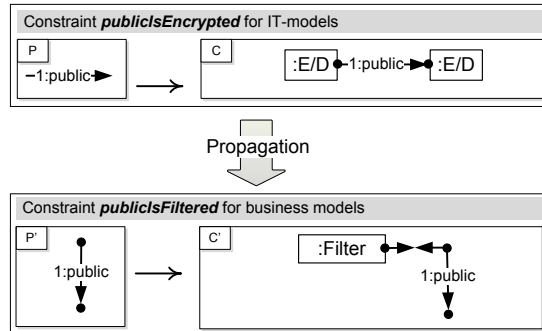 Constraint publicIsEncrypted for IT-models
P
1:public
C
:E/D 1:public :E/D
Propagation
Constraint publicIsFiltered for business models
P'
1:public
C'
:Filter
1:public